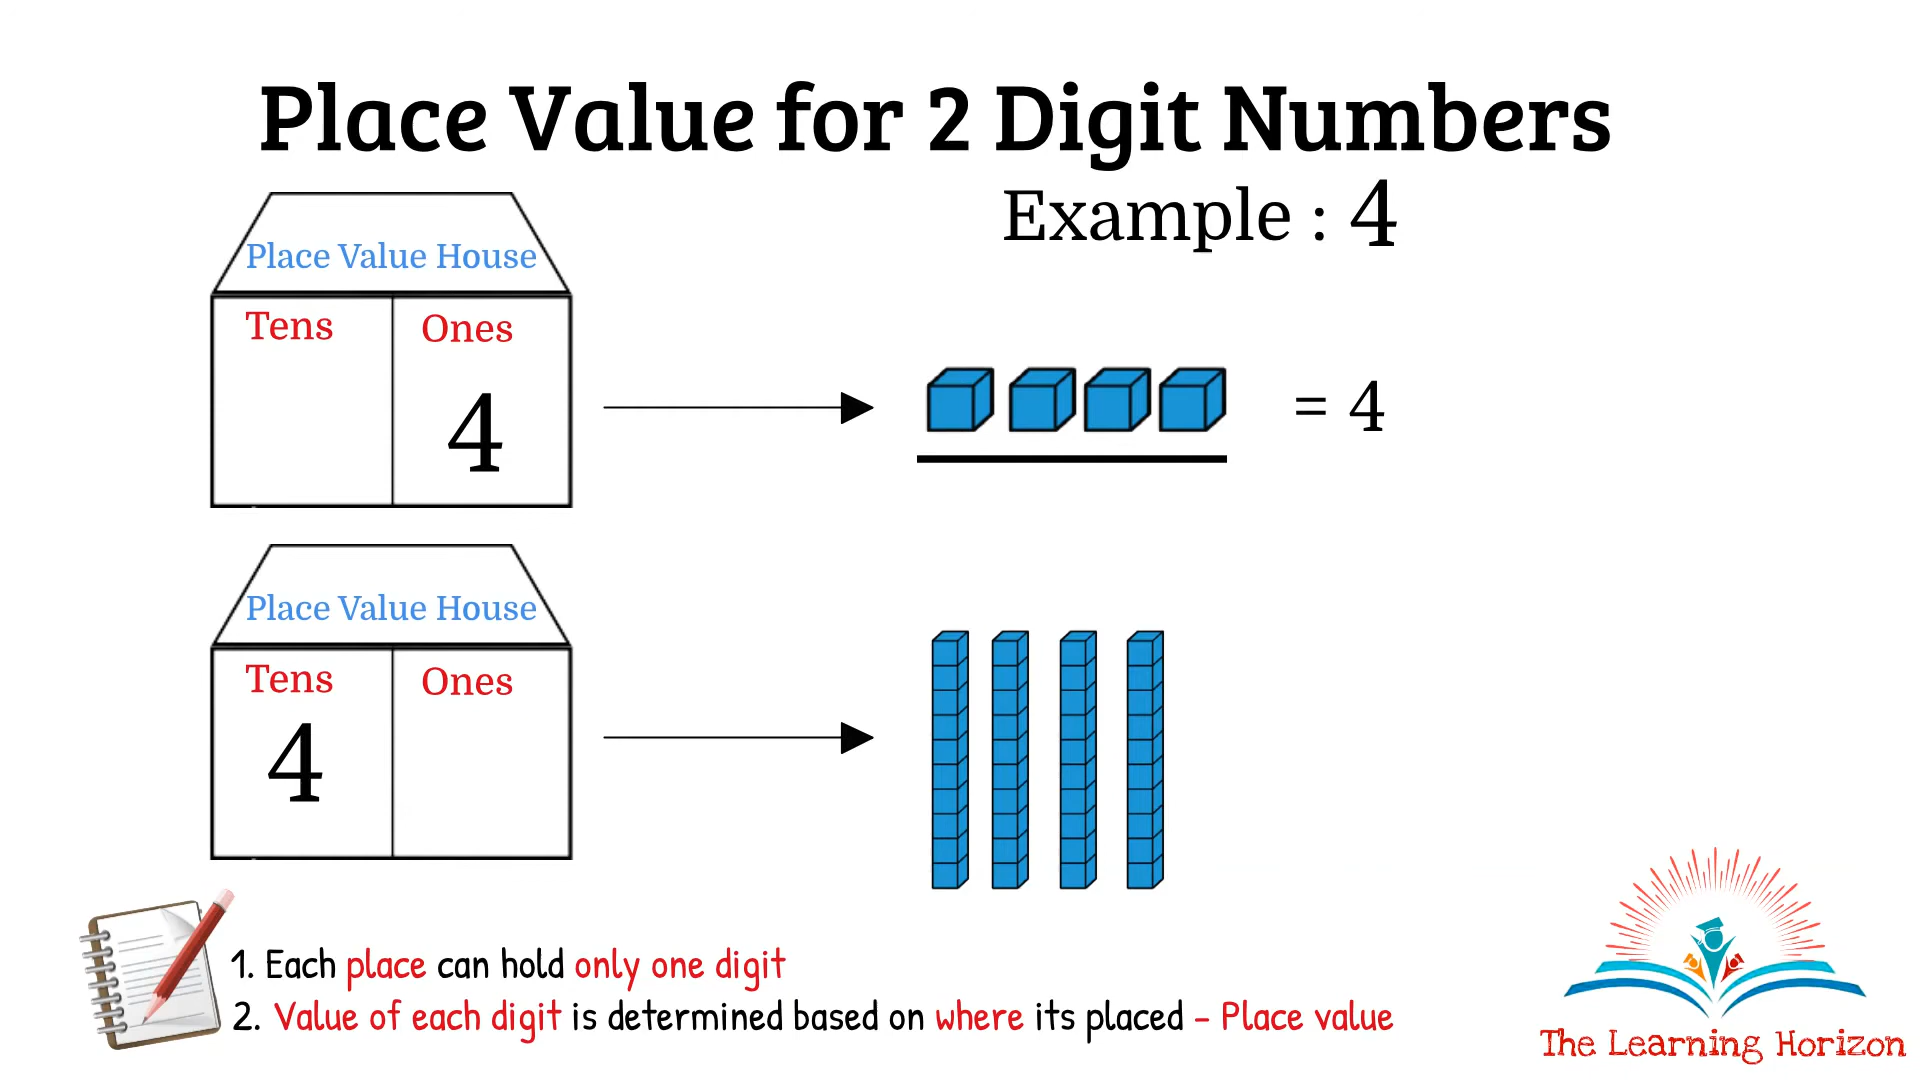 Place Value for 2 Digit Numbers
Example : 4
Place Value House
Tens Ones
4
= 4
Place Value House
Tens Ones
4
1. Each place can hold only one digit
2. Value of each digit is determined based on where its placed - Place value
The Learning Horizon